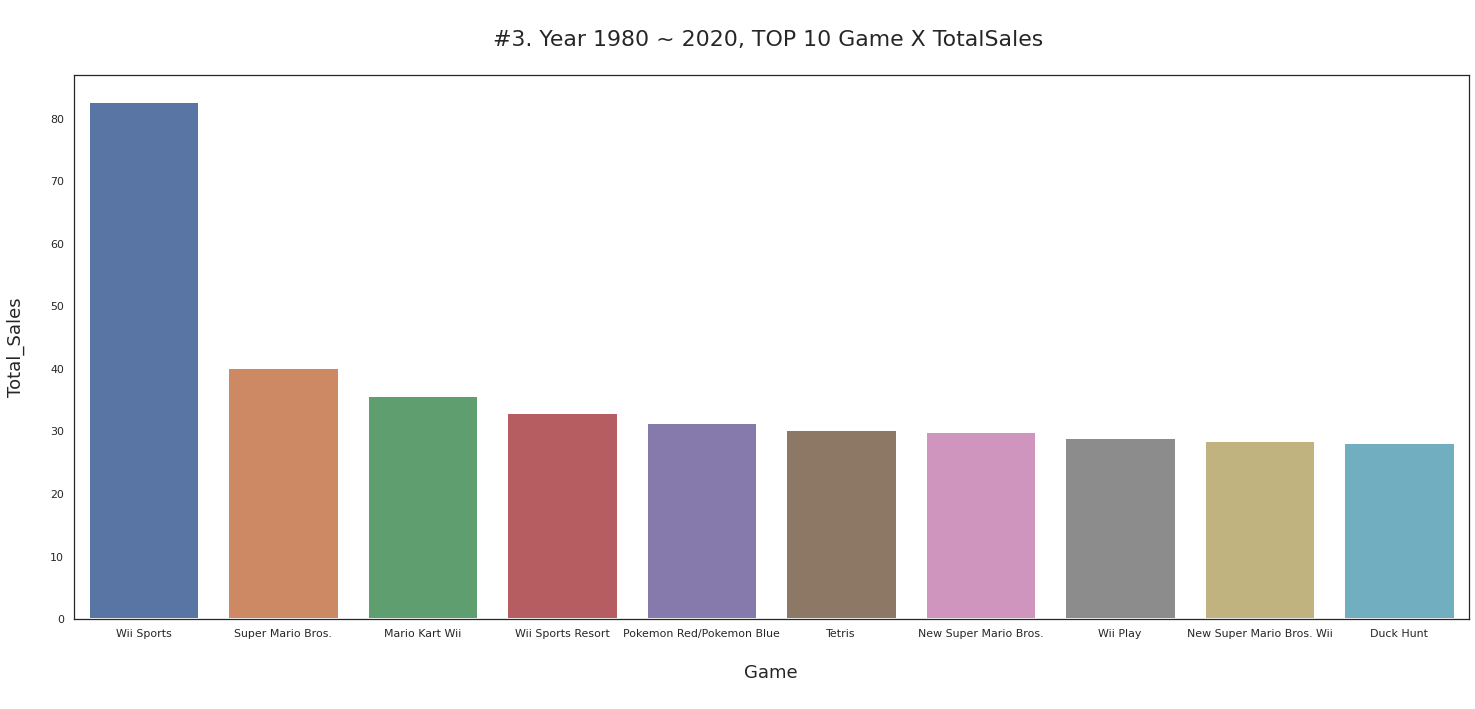 #3. Year 1980 ~ 2020, TOP 10 Game X TotalSales
Total_Sales
80
70
60
50
40
30
20
10
0
Wii Sports
Super Mario Bros.
Mario Kart Wii
Wii Sports Resort
Pokemon Red/Pokemon Blue
Tetris
New Super Mario Bros.
Wii Play
New Super Mario Bros. Wii
Duck Hunt
Game